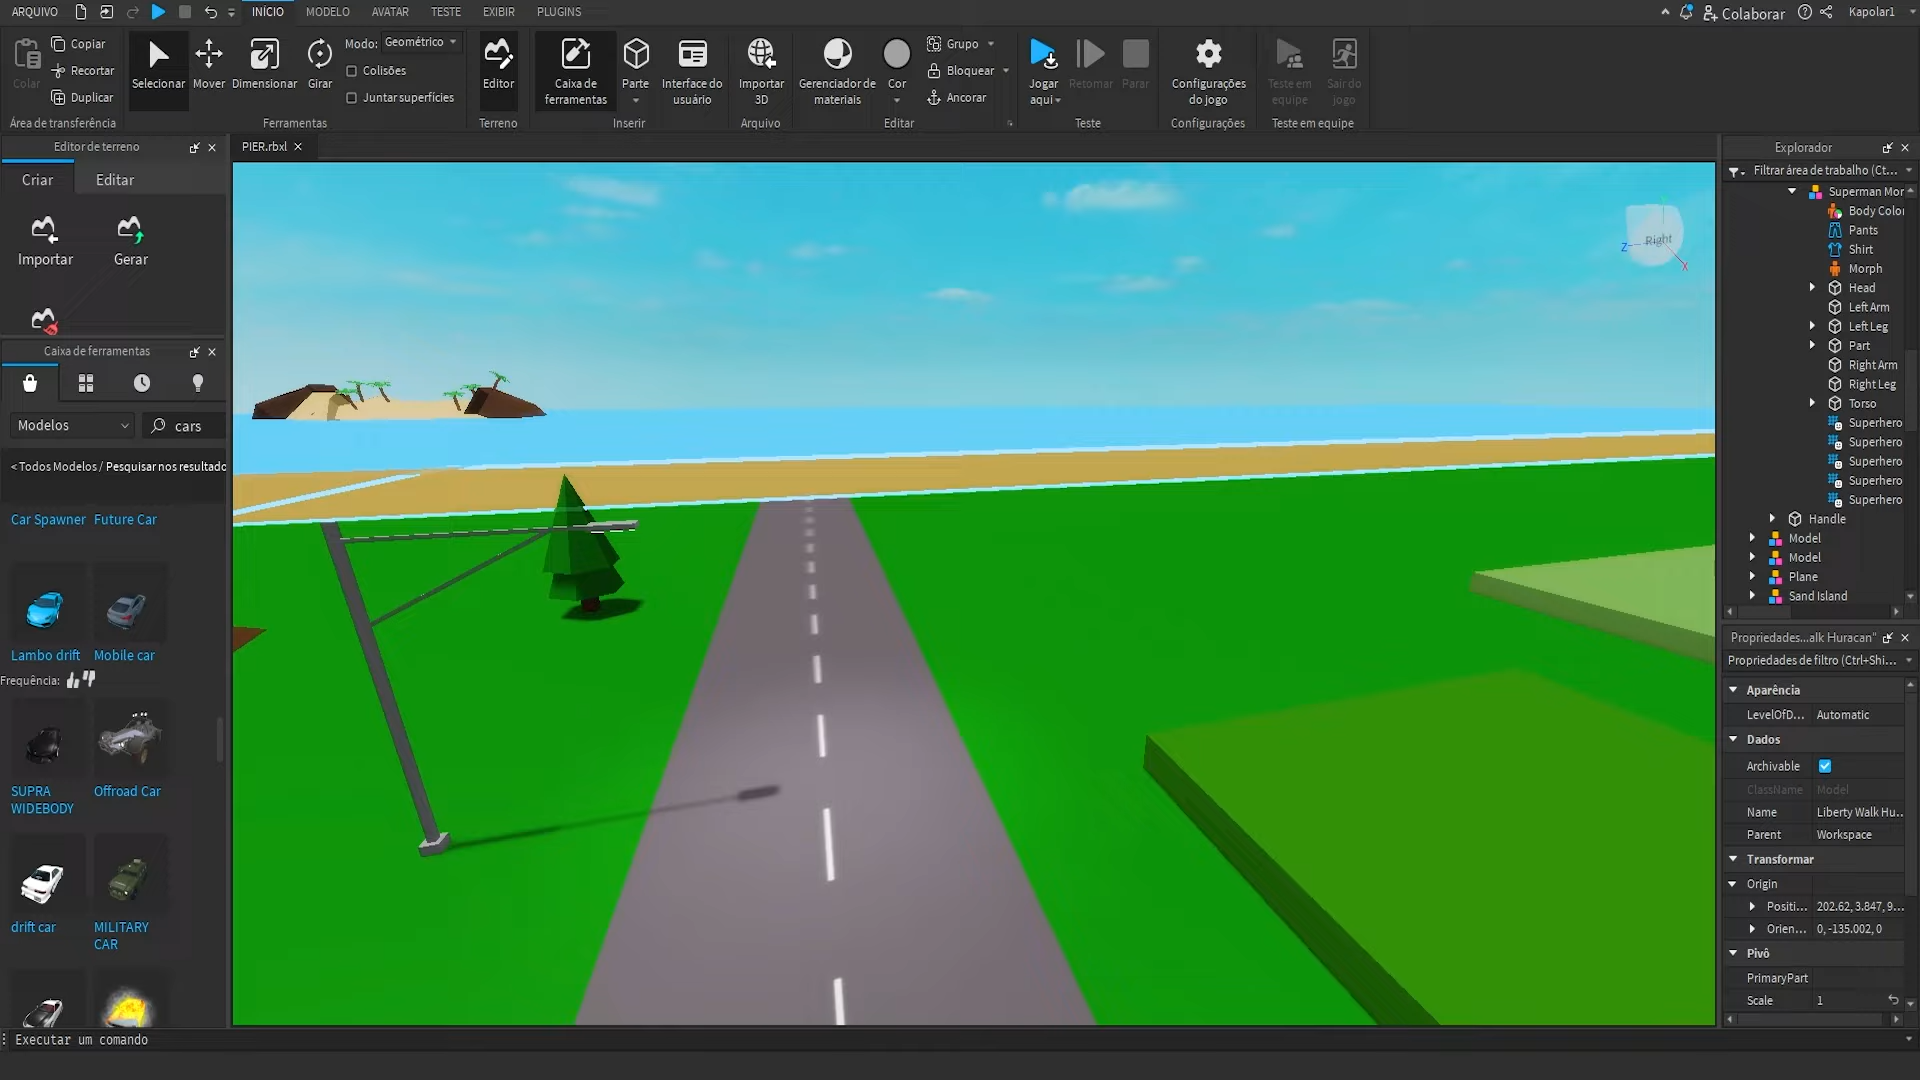 ARQUIVO
INÍCIO
MODELO
AVATAR
TESTE
EXIBIR
PLUGINS
Colaborar
Kapolar1
Colar
Copiar
Recortar
Duplicar
Área de transferência
Selecionar
Mover
Dimensionar
Girar
Modo:
Geométrico
Colisões
Juntar superfícies
Ferramentas
Editor
Terreno
Caixa de
ferramentas
Parte
Interface do
usuário
Inserir
Importar
3D
Arquivo
Gerenciador de
materiais
Cor
Grupo
Bloquear
Ancorar
Editar
Jogar
aqui
Retomar
Parar
Teste
Configurações
do jogo
Configurações
Teste em
equipe
Sair do
jogo
Teste em equipe
Editor de terreno
Criar
Editar
Importar
Gerar
Caixa de ferramentas
Modelos
cars
< Todos Modelos / Pesquisar nos resultado
Car Spawner
Future Car
Lambo drift
Mobile car
Frequência:
SUPRA
WIDEBODY
Offroad Car
drift car
MILITARY
CAR
PIER.rbxl
Right
Z
X
Explorador
Filtrar área de trabalho (Ct...
Superman Mor
Body Color
Pants
Shirt
Morph
Head
Left Arm
Left Leg
Part
Right Arm
Right Leg
Torso
Superhero
Superhero
Superhero
Superhero
Superhero
Handle
Model
Model
Plane
Sand Island
Propriedades...alk Huracan"
Propriedades de filtro (Ctrl+Shi...
Aparência
LevelOfD...
Automatic
Dados
Archivable
ClassName
Model
Name
Liberty Walk Hu...
Parent
Workspace
Transformar
Origin
Positi...
202.62, 3.847, 9...
Orien...
0, -135.002, 0
Pivô
PrimaryPart
Scale
1
Executar um comando